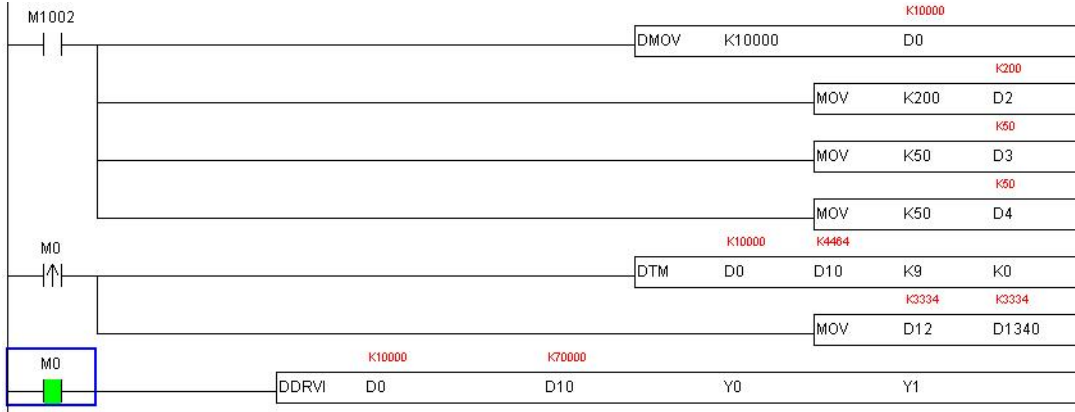 M1002
K10000
DMOV K10000 D0
K200
MOV K200 D2
K50
MOV K50 D3
K50
MOV K50 D4
M0
K10000 K4464
DTM D0 D10 K9 K0
K3334 K3334
MOV D12 D1340
M0
K10000 K70000
DDRVI D0 D10 Y0 Y1